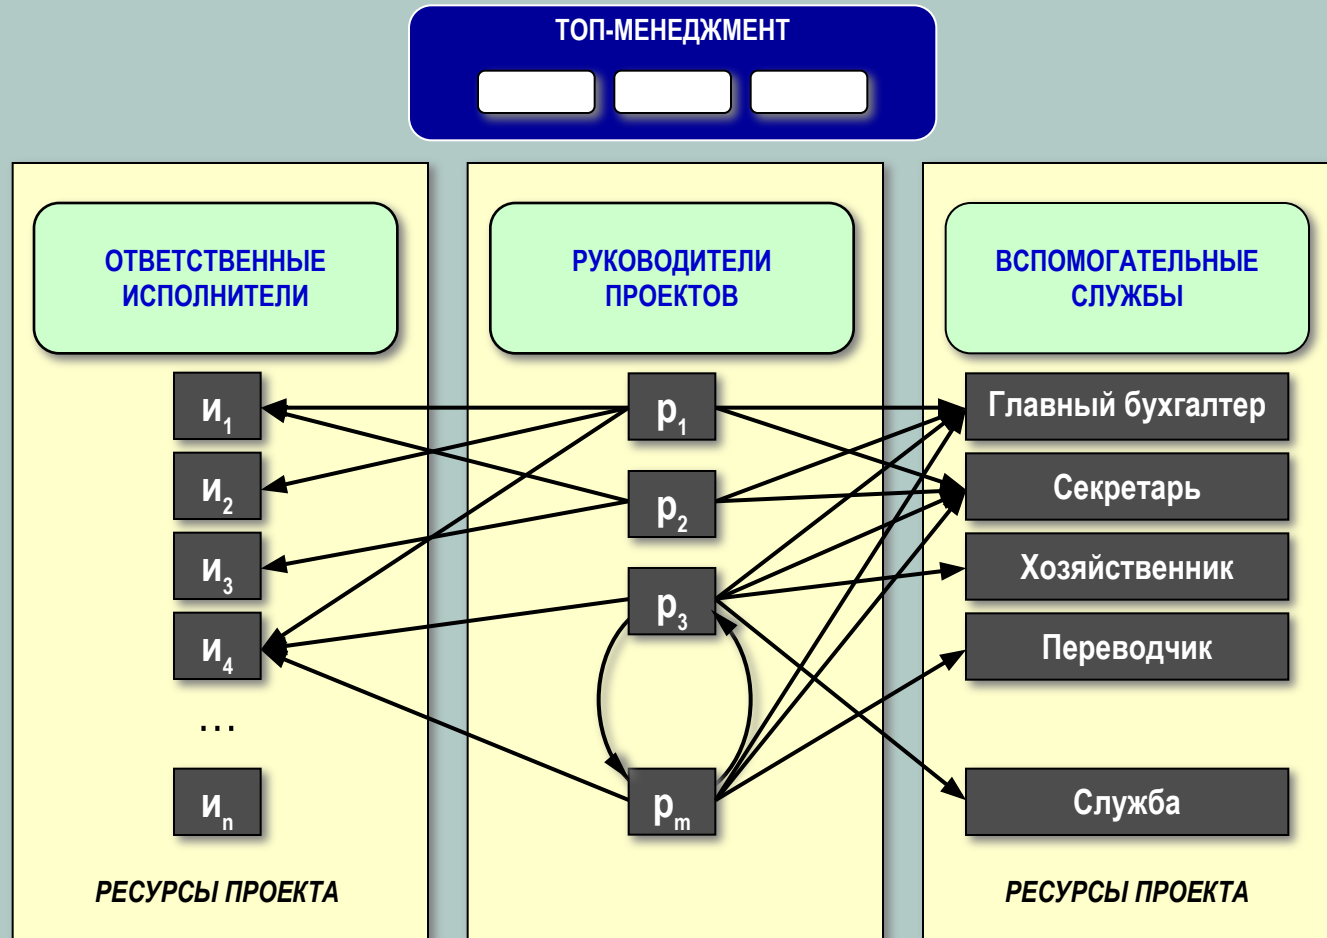 ТОП-МЕНЕДЖМЕНТ
ОТВЕТСТВЕННЫЕ
ИСПОЛНИТЕЛИ
и1
и2
и3
и4
...
иn
РЕСУРСЫ ПРОЕКТА
РУКОВОДИТЕЛИ
ПРОЕКТОВ
р1
р2
р3
рm
ВСПОМОГАТЕЛЬНЫЕ
СЛУЖБЫ
Главный бухгалтер
Секретарь
Хозяйственник
Переводчик
Служба
РЕСУРСЫ ПРОЕКТА